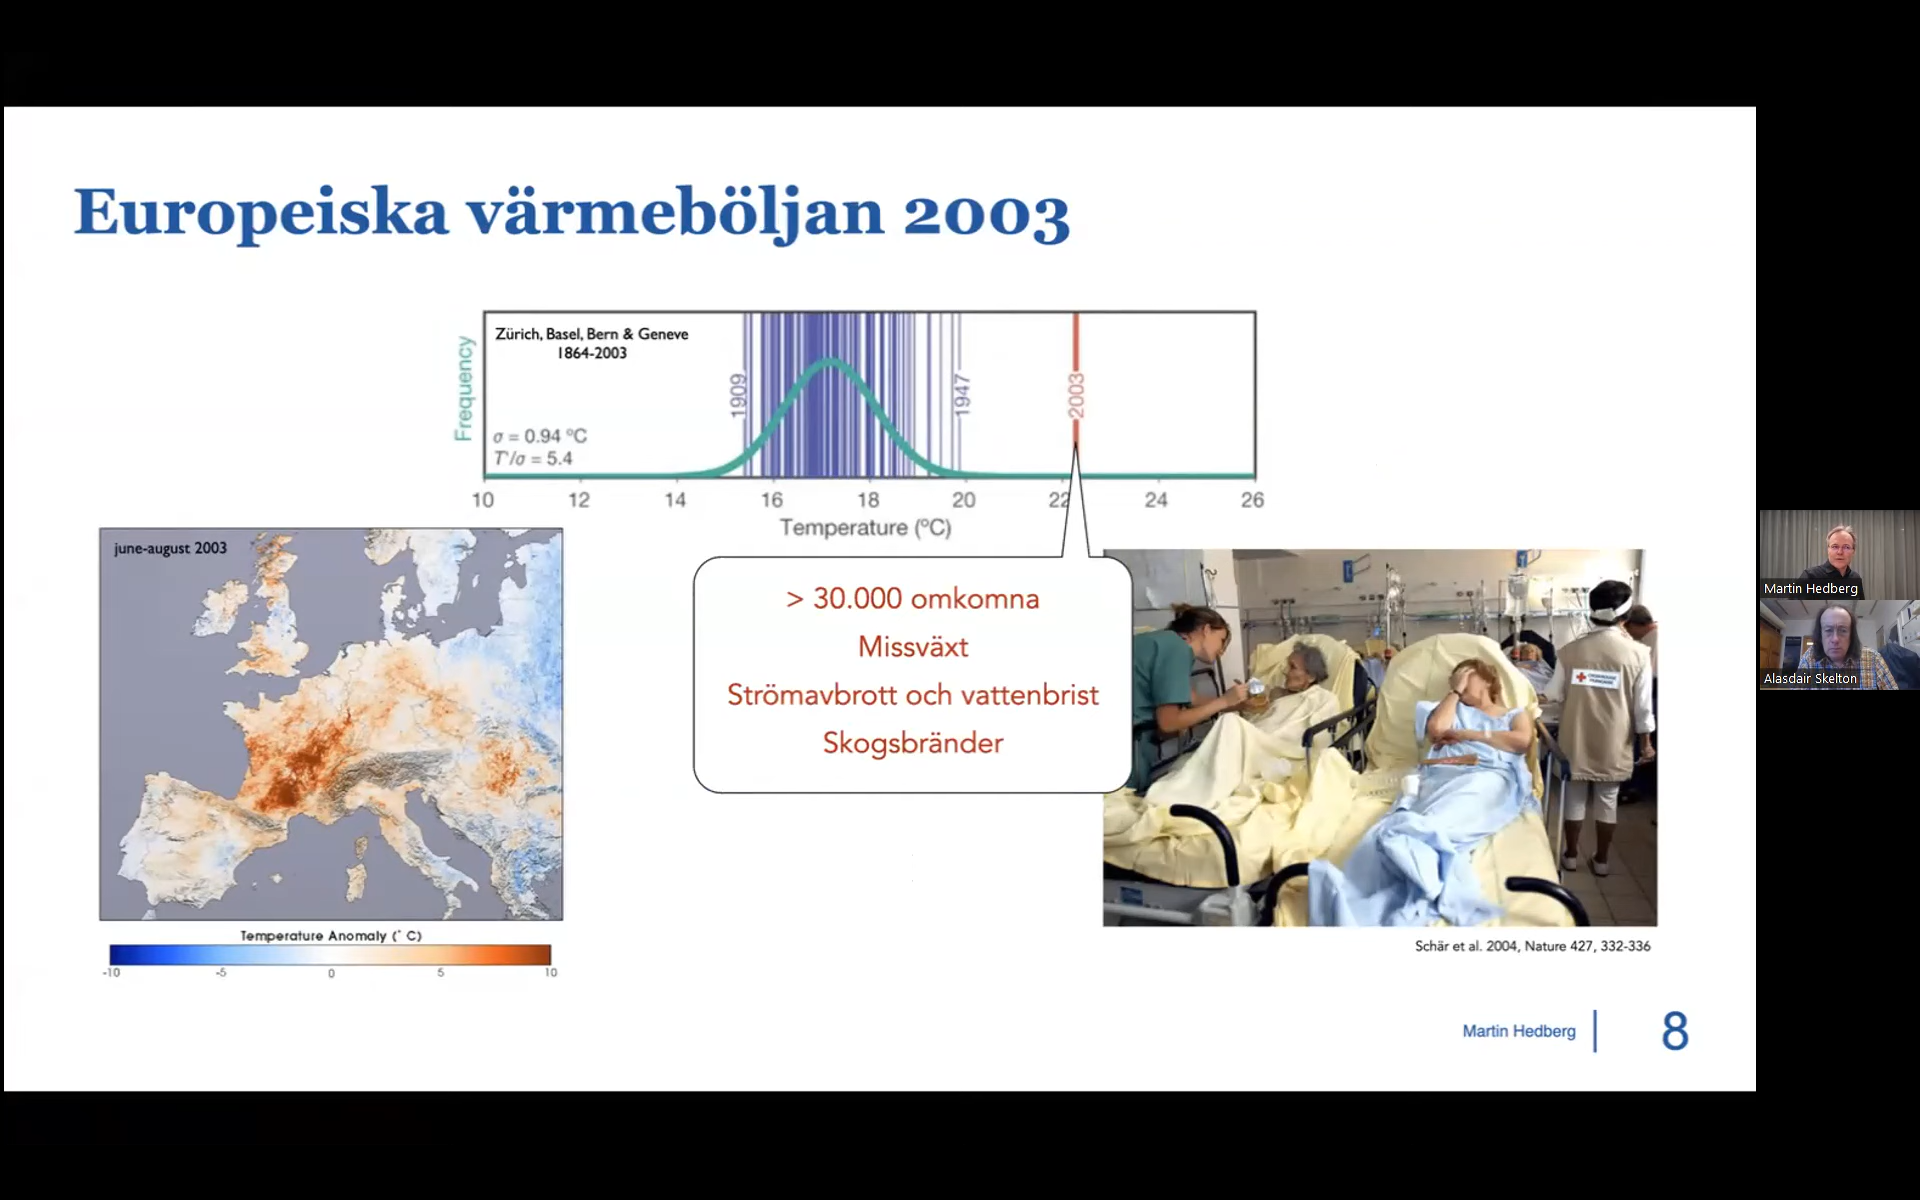 Europeiska värmeböljan 2003
Zürich, Basel, Bern & Geneve
1864-2003
Frequency
1909
1947
2003
σ = 0.94 ºC
T'/σ = 5.4
10 12 14 16 18 20 22 24 26
Temperature (ºC)
june-august 2003
Temperature Anomaly (° C)
-10 -5 0 5 10
> 30.000 omkomna
Missväxt
Strömavbrott och vattenbrist
Skogsbränder
Schär et al. 2004, Nature 427, 332-336
Martin Hedberg
8
Martin Hedberg
Alasdair Skelton